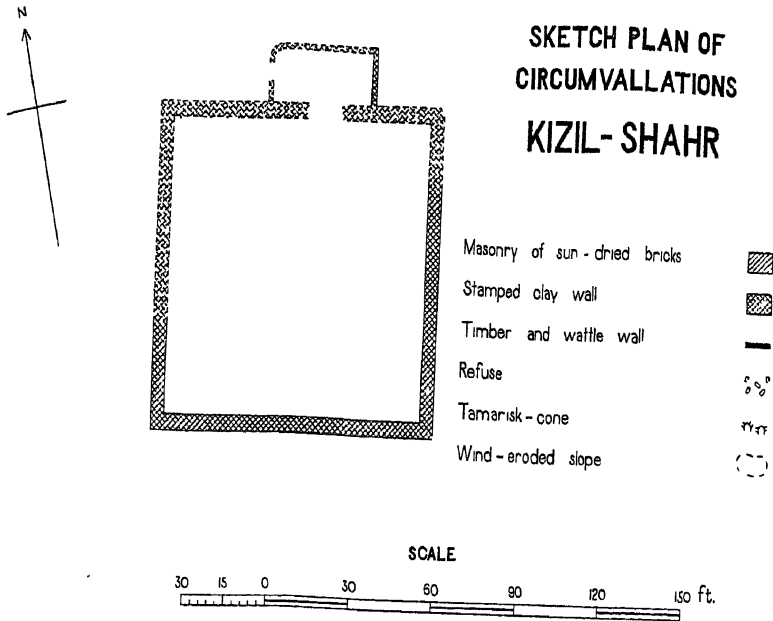 N
SKETCH PLAN OF
CIRCUMVALLATIONS
KIZIL-SHAHR
Masonry of sun-dried bricks
Stamped clay wall
Timber and wattle wall
Refuse
Tamarisk-cone
Wind-eroded slope
SCALE
30 15 0 30 60 90 120 150 ft.